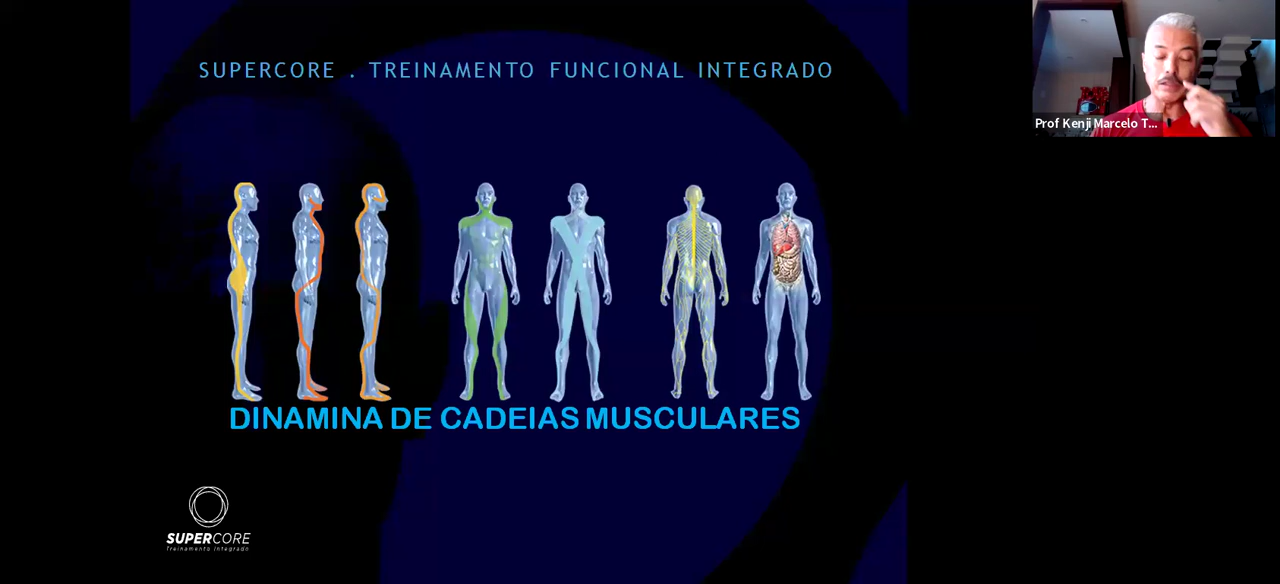 SUPERCORE . TREINAMENTO FUNCIONAL INTEGRADO
Prof Kenji Marcelo T...
DINAMINA DE CADEIAS MUSCULARES
SUPERCORE
Treinamento Integrado